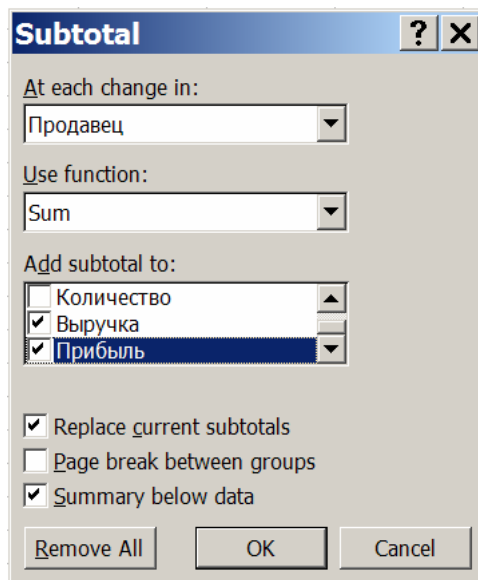 Subtotal
At each change in:
Продавец
Use function:
Sum
Add subtotal to:
Количество
Выручка
Прибыль
Replace current subtotals
Page break between groups
Summary below data
Remove All OK Cancel